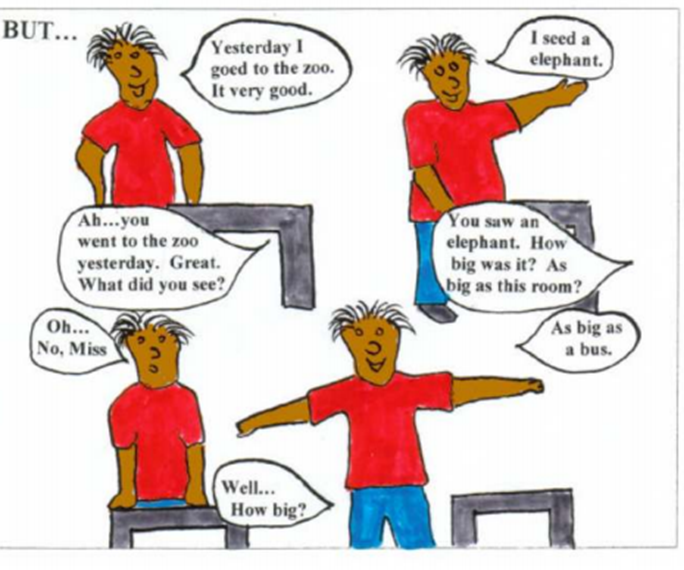 BUT...
Yesterday I
goed to the zoo.
It very good.
Ah...you
went to the zoo
yesterday. Great.
What did you see?
I seed a
elephant.
You saw an
elephant. How
big was it? As
big as this room?
Oh...
No, Miss
Well...
How big?
As big as
a bus.